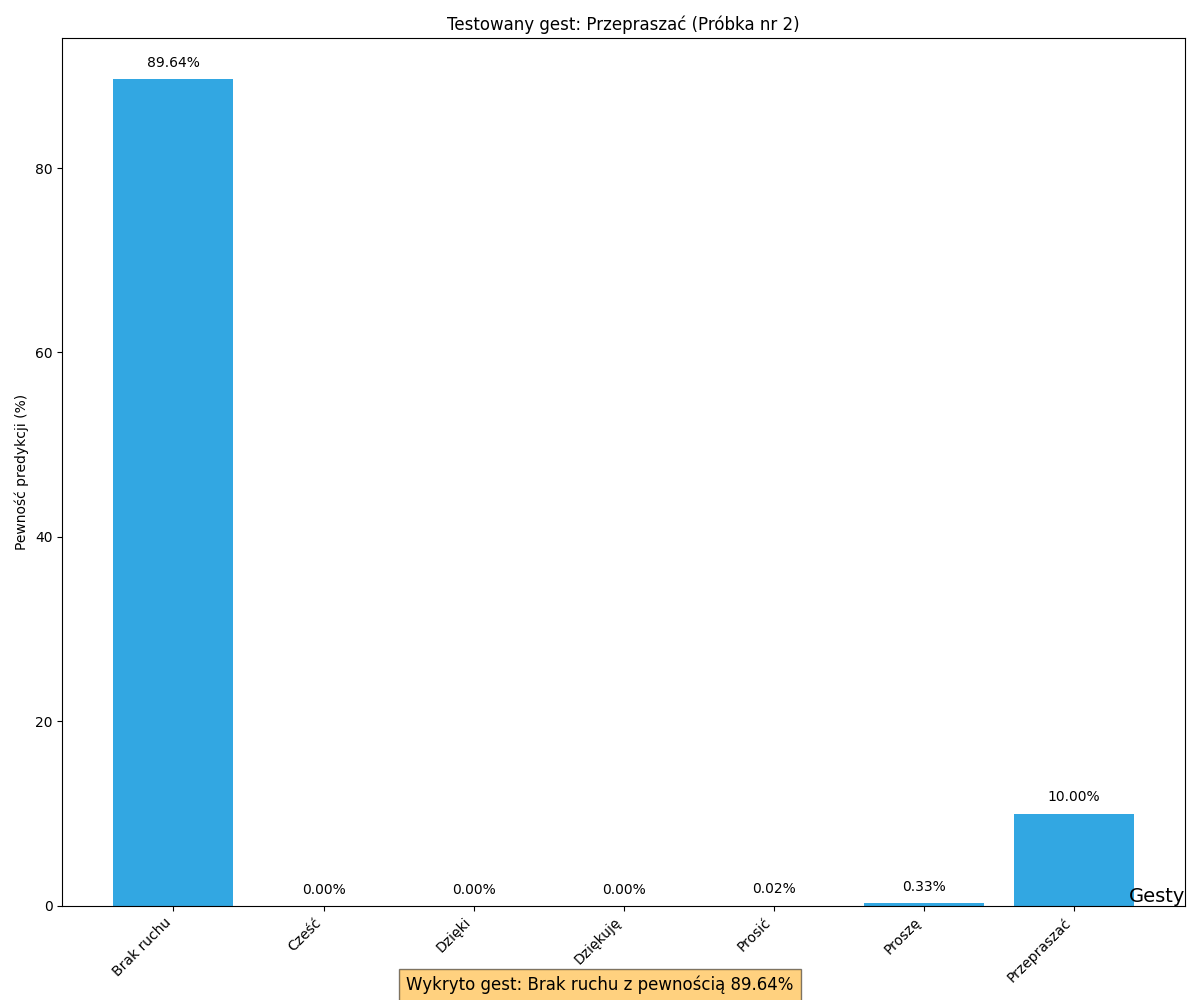 Testowany gest: Przepraszać (Próbka nr 2)
Pewność predykcji (%)
80
60
40
20
0
89.64%
0.00%
0.00%
0.00%
0.02%
0.33%
10.00%
Gesty
Brak ruchu
Cześć
Dzięki
Dziękuję
Prosić
Proszę
Przepraszać
Wykryto gest: Brak ruchu z pewnością 89.64%